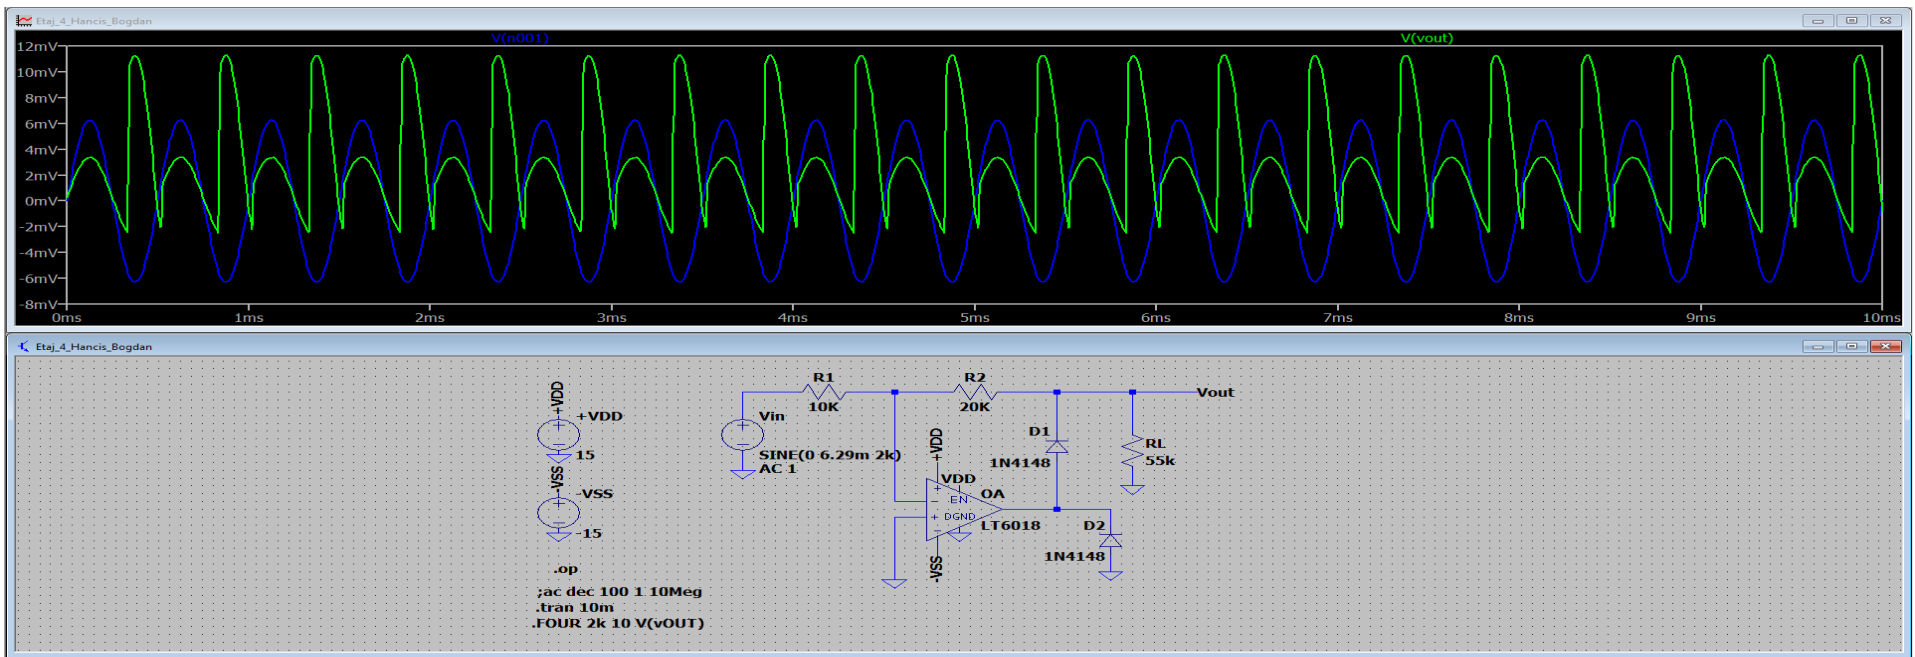 Etaj_4_Hancis_Bogdan
V(n001) V(vout)
12mV
10mV
8mV
6mV
4mV
2mV
0mV
-2mV
-4mV
-6mV
-8mV
0ms 1ms 2ms 3ms 4ms 5ms 6ms 7ms 8ms 9ms 10ms
Etaj_4_Hancis_Bogdan
+VDD
+VDD
15
-VSS
-VSS
-15
.op
;ac dec 100 1 10Meg
.tran 10m
.FOUR 2k 10 V(vOUT)
Vin
SINE(0 6.29m 2k)
AC 1
R1
10K
R2
20K
Vout
D1
1N4148
RL
55k
+VDD
VDD
EN
OA
DGND
LT6018
-VSS
D2
1N4148